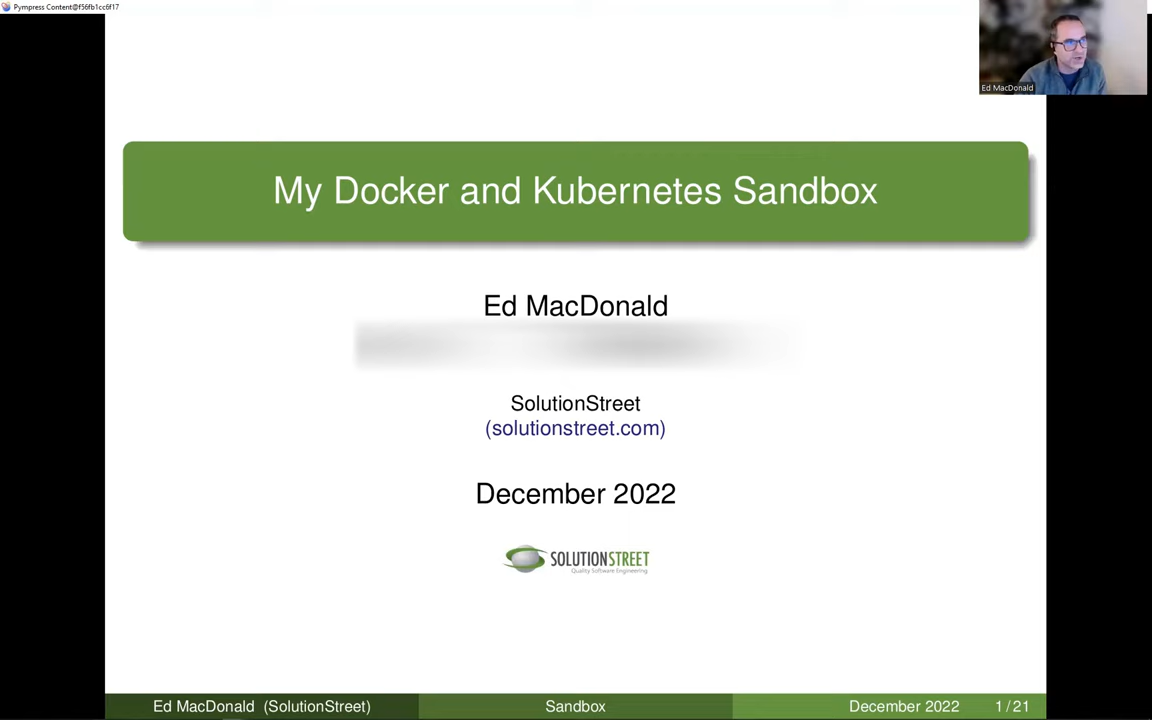 Pympress Content@f56fb1cc6f17
Ed MacDonald
My Docker and Kubernetes Sandbox
Ed MacDonald
SolutionStreet
(solutionstreet.com)
December 2022
SOLUTIONSTREET
Quality Software Engineering
Ed MacDonald (SolutionStreet) Sandbox December 2022 1 / 21